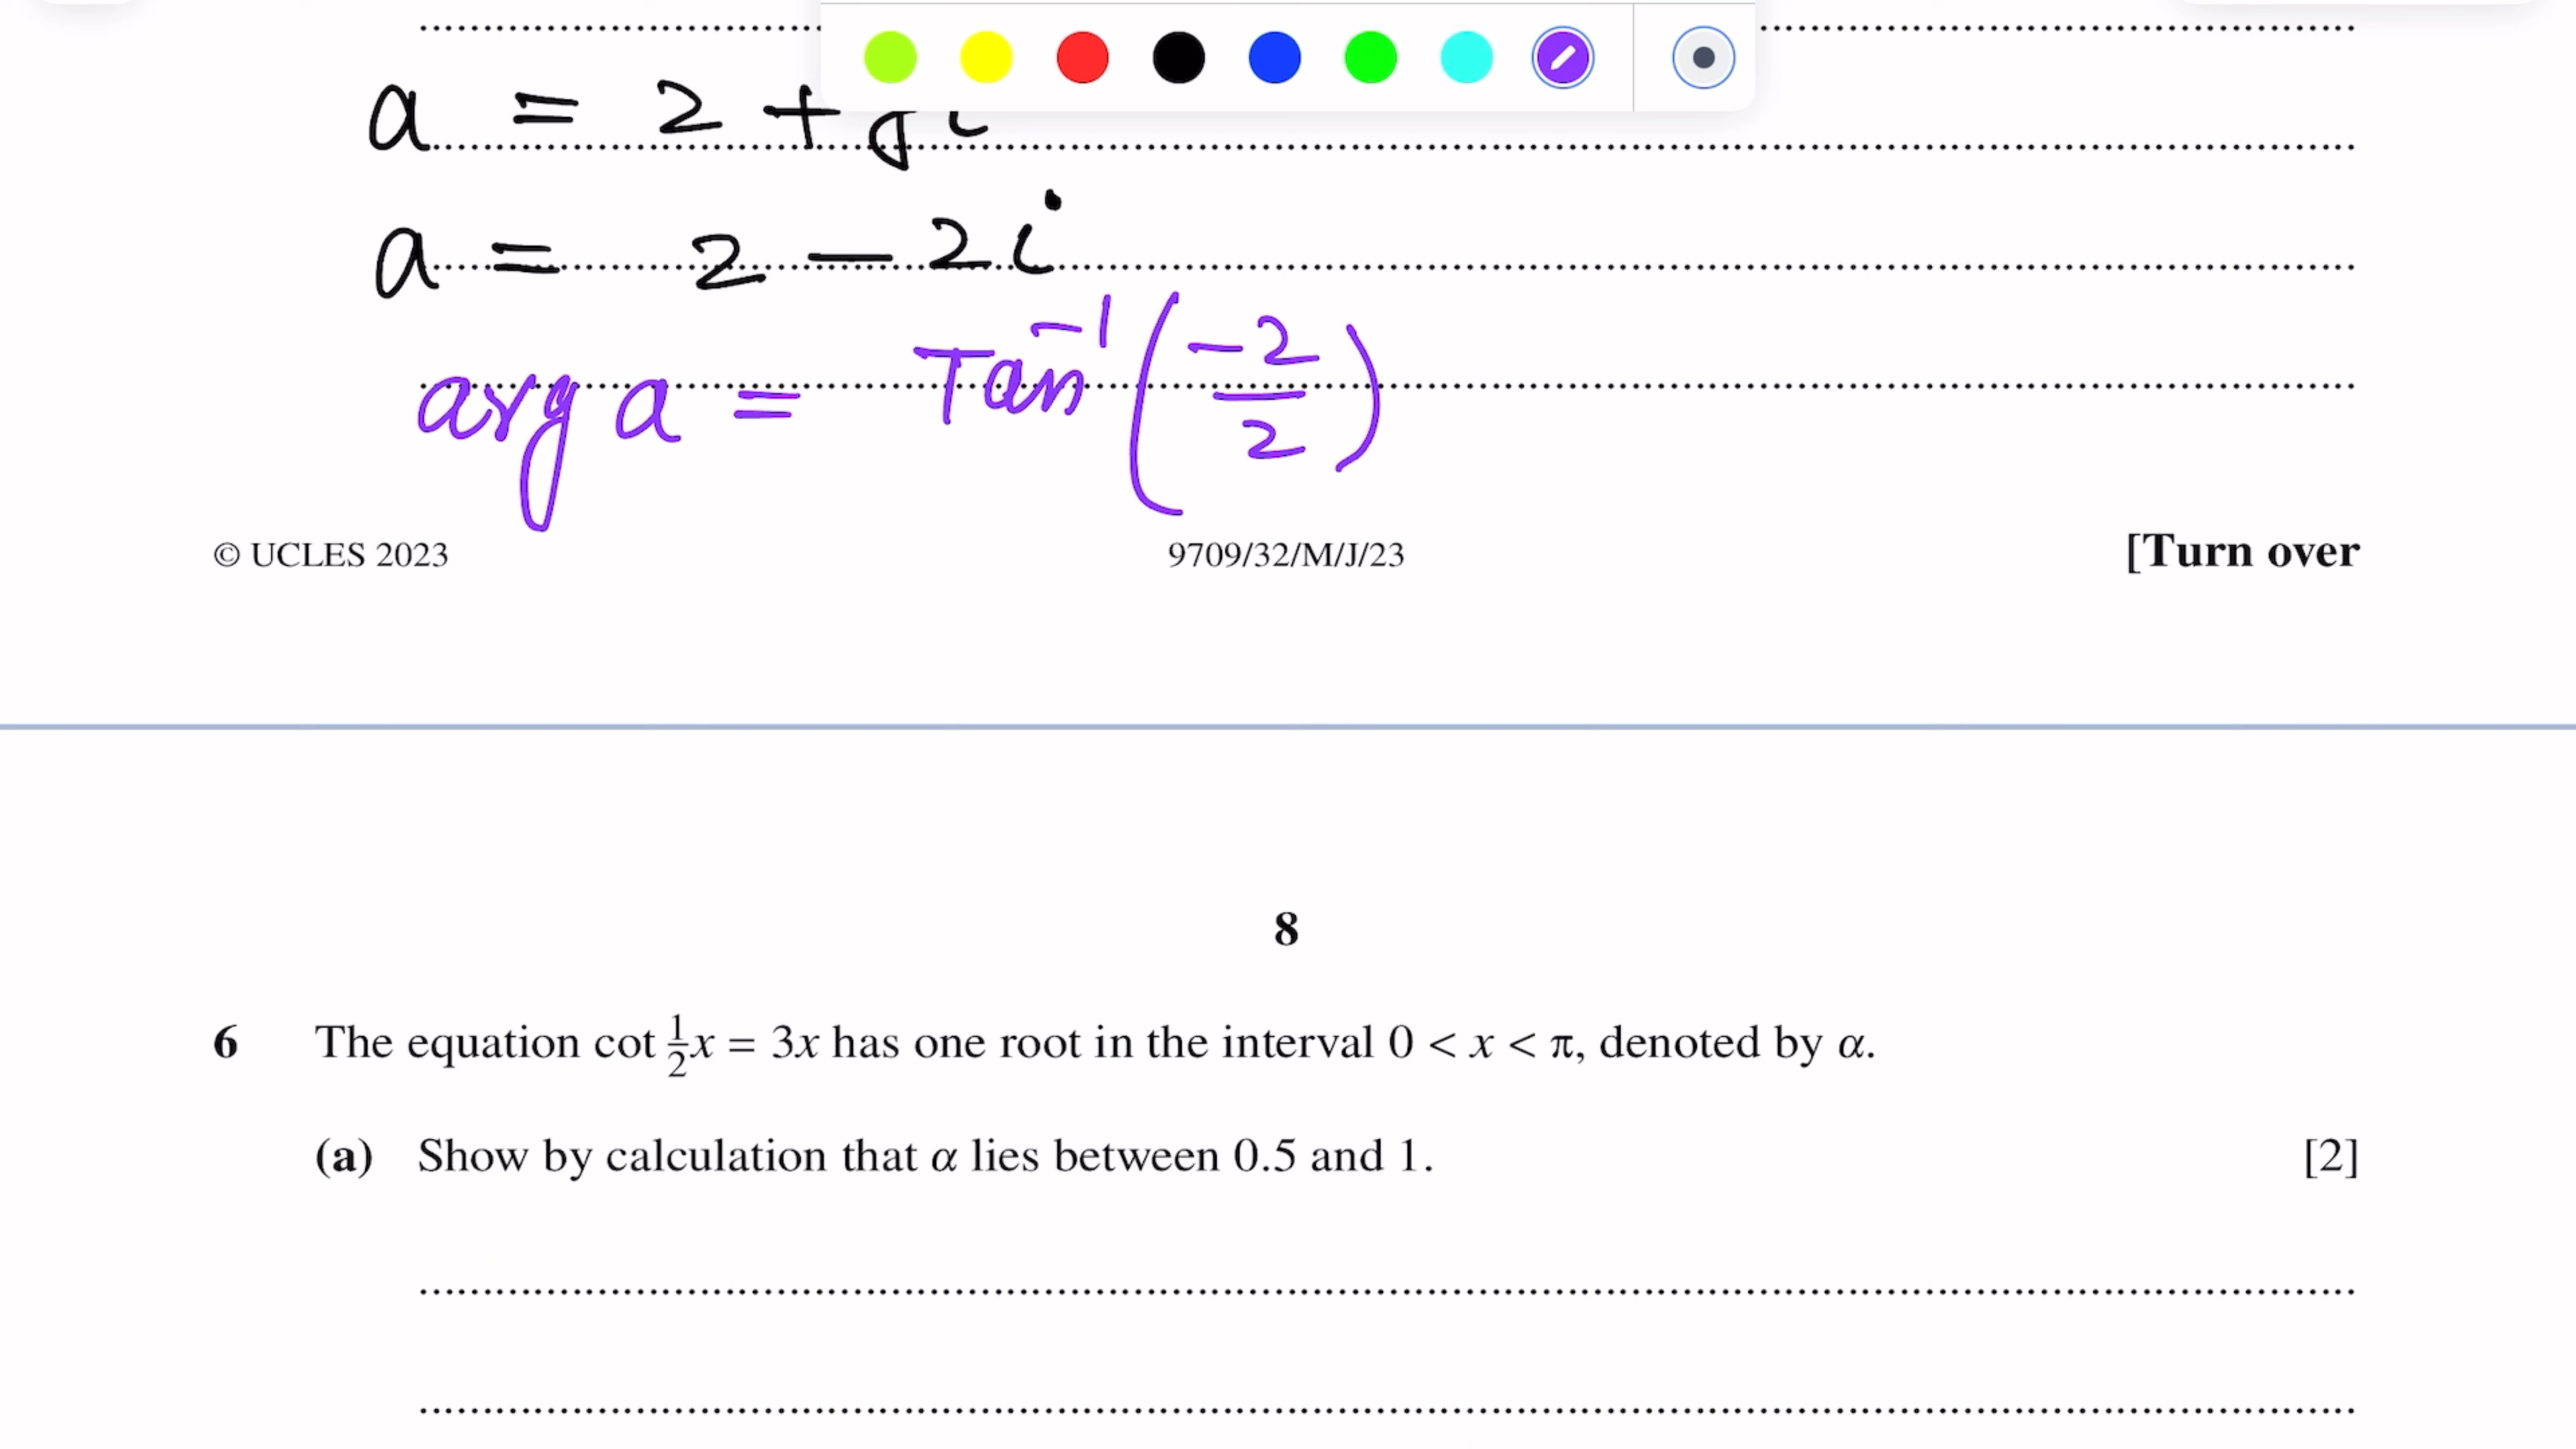 a = 2 + yi
a = 2 − 2i
arg a = Tan⁻¹(−2/2)
© UCLES 2023 9709/32/M/J/23 [Turn over
8
6 The equation cot ½x = 3x has one root in the interval 0 < x < π, denoted by α.
(a) Show by calculation that α lies between 0.5 and 1. [2]